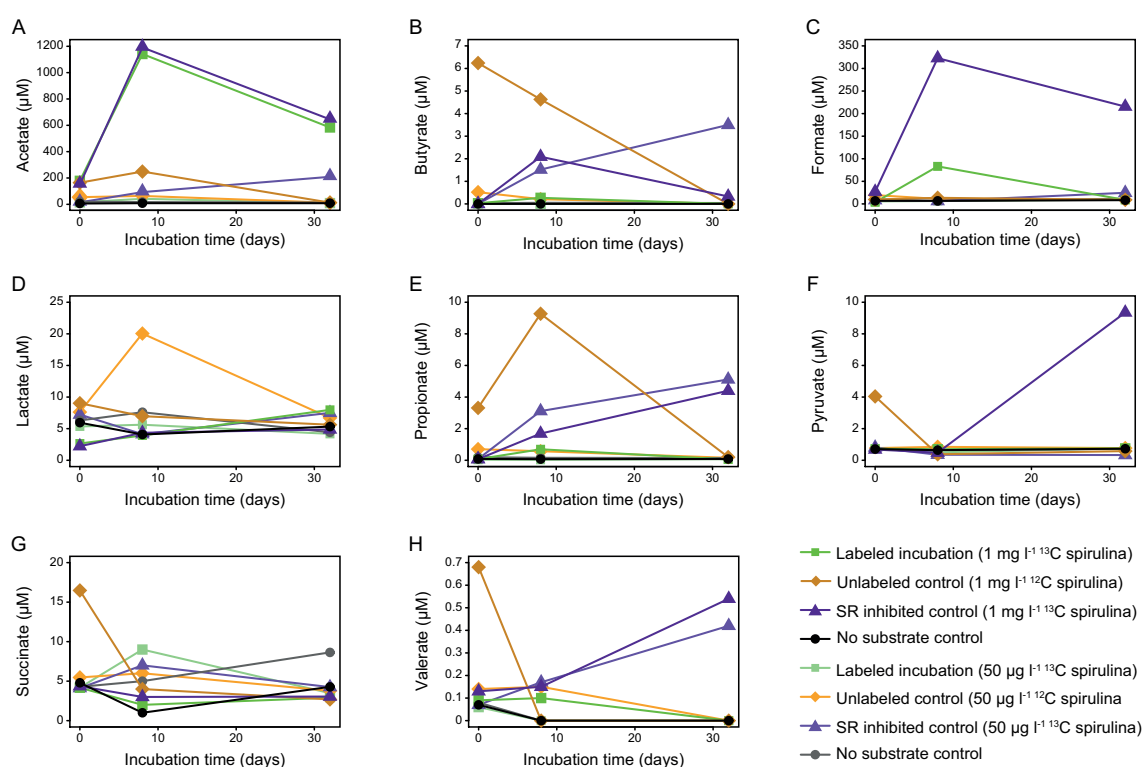 A
Acetate (µM)
1200
1000
800
600
400
200
0
0 10 20 30
Incubation time (days)
B
Butyrate (µM)
7
6
5
4
3
2
1
0
0 10 20 30
Incubation time (days)
C
Formate (µM)
350
300
250
200
150
100
50
0
0 10 20 30
Incubation time (days)
D
Lactate (µM)
25
20
15
10
5
0
0 10 20 30
Incubation time (days)
E
Propionate (µM)
10
8
6
4
2
0
0 10 20 30
Incubation time (days)
F
Pyruvate (µM)
10
8
6
4
2
0
0 10 20 30
Incubation time (days)
G
Succinate (µM)
20
15
10
5
0
0 10 20 30
Incubation time (days)
H
Valerate (µM)
0.7
0.6
0.5
0.4
0.3
0.2
0.1
0
0 10 20 30
Incubation time (days)
Labeled incubation (1 mg l⁻¹ ¹³C spirulina)
Unlabeled control (1 mg l⁻¹ ¹²C spirulina)
SR inhibited control (1 mg l⁻¹ ¹³C spirulina)
No substrate control
Labeled incubation (50 µg l⁻¹ ¹³C spirulina)
Unlabeled control (50 µg l⁻¹ ¹²C spirulina
SR inhibited control (50 µg l⁻¹ ¹³C spirulina)
No substrate control